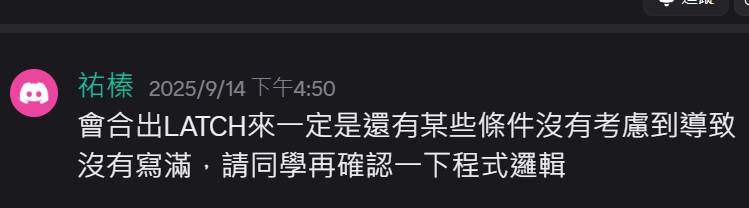 祐榛 2025/9/14 下午4:50
會合出LATCH來一定是還有某些條件沒有考慮到導致
沒有寫滿，請同學再確認一下程式邏輯